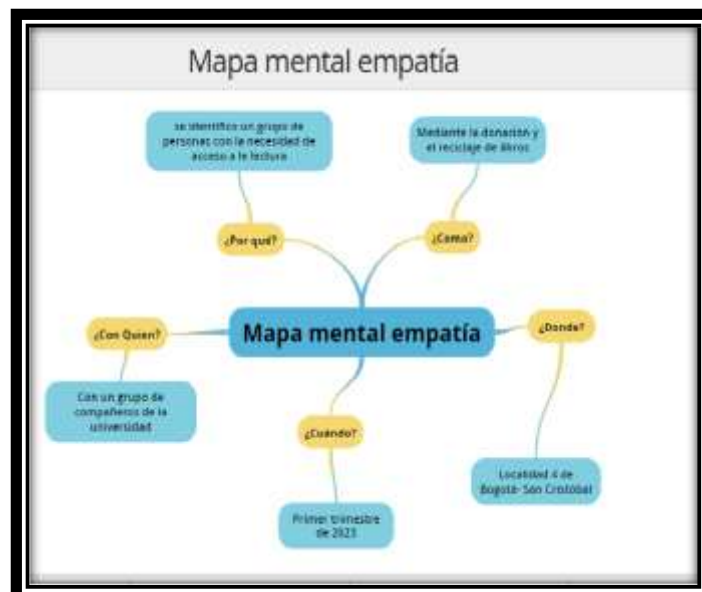 Mapa mental empatía
se identifico un grupo de
personas con la necesidad de
acceso a la lectura
Mediante la donación y
el reciclaje de libros
¿Por qué?
¿Como?
¿Con Quien?
Mapa mental empatía
¿Donde?
Con un grupo de
compañeros de la
universidad
¿Cuándo?
Localidad 4 de
Bogotá- San Cristóbal
Primer trimestre
de 2023